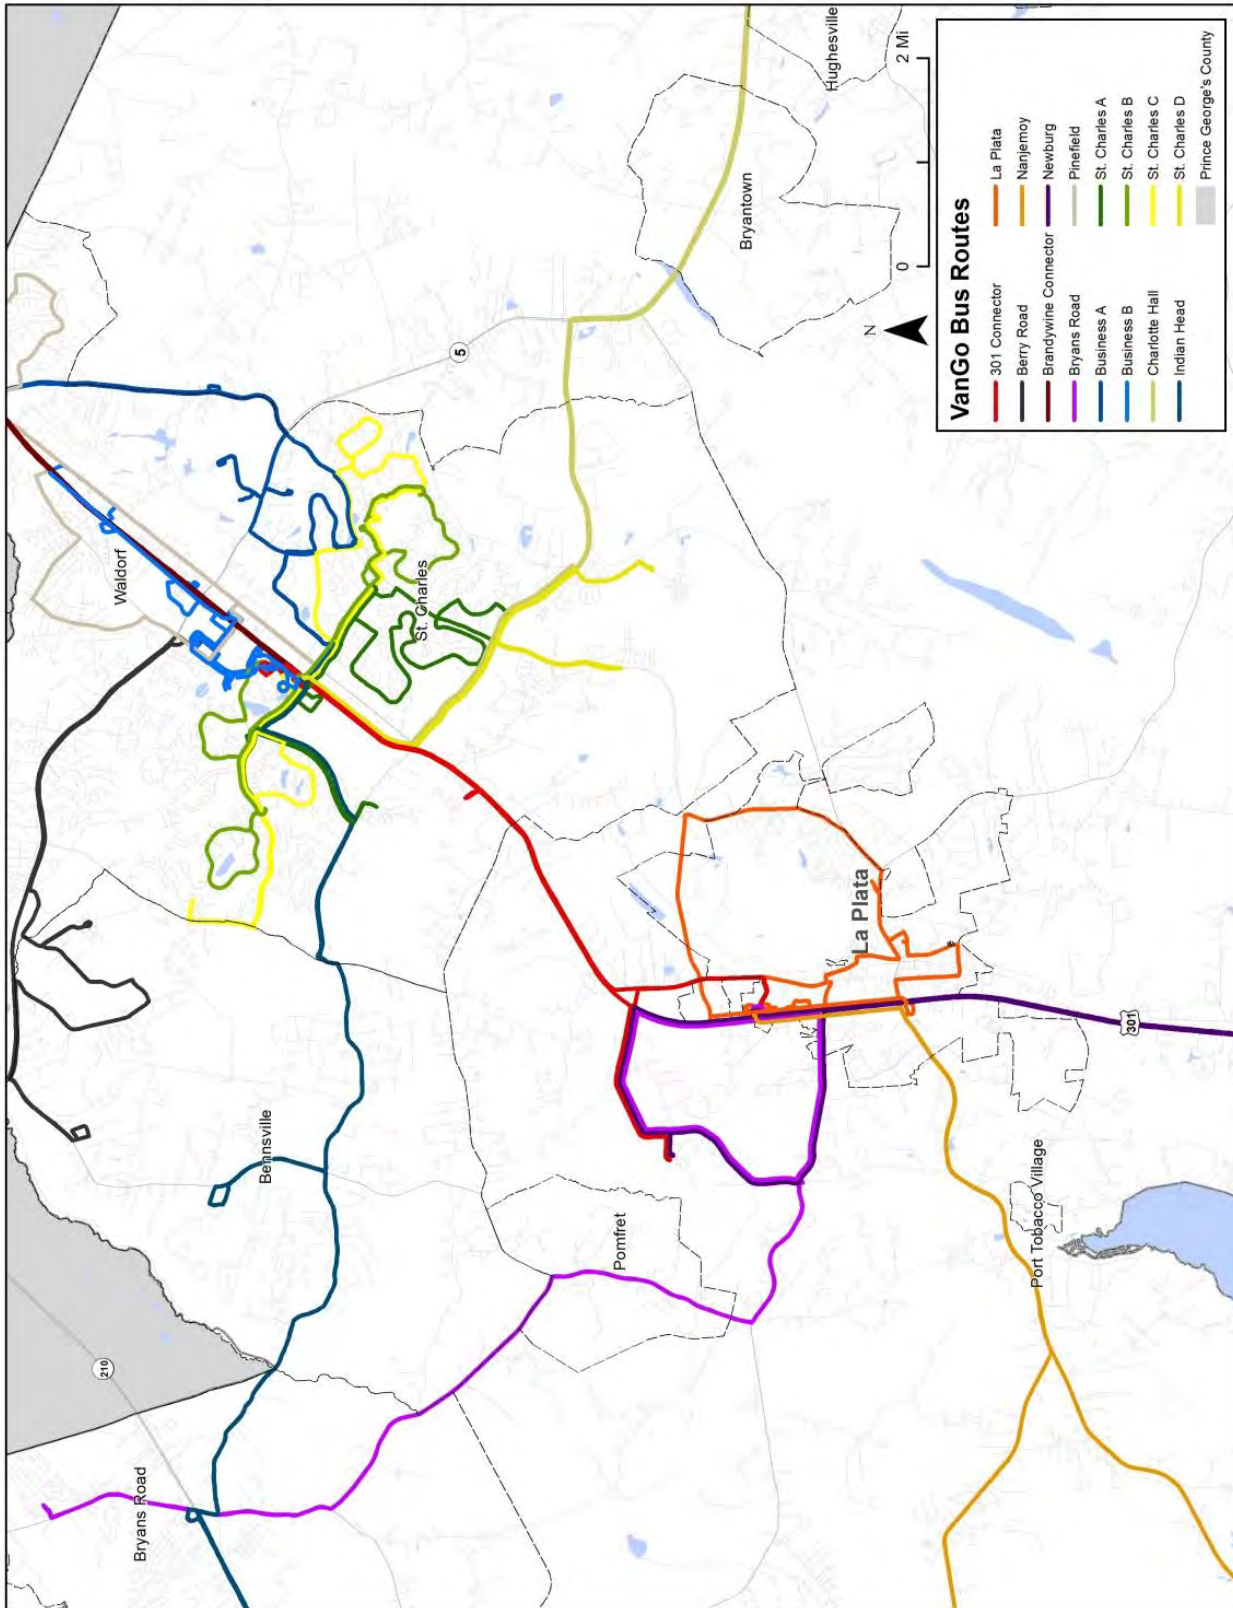 Waldorf
5
St. Charles
Bennsville
210
Bryans Road
Pomfret
La Plata
Port Tobacco Village
301
Bryantown
Hughesville
N
0 1 2 Mi
VanGo Bus Routes
301 Connector
Berry Road
Brandywine Connector
Bryans Road
Business A
Business B
Charlotte Hall
Indian Head
La Plata
Nanjemoy
Newburg
Pinefield
St. Charles A
St. Charles B
St. Charles C
St. Charles D
Prince George's County